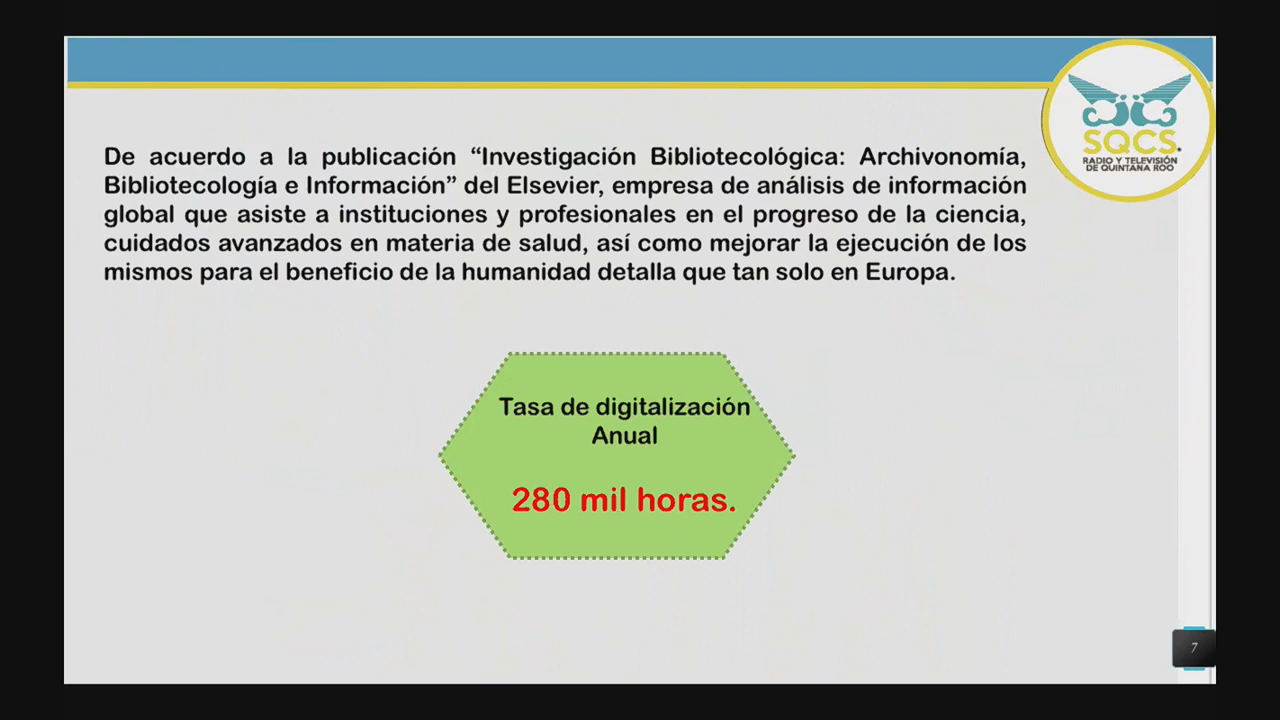 De acuerdo a la publicación “Investigación Bibliotecológica: Archivonomía,
Bibliotecología e Información” del Elsevier, empresa de análisis de información
global que asiste a instituciones y profesionales en el progreso de la ciencia,
cuidados avanzados en materia de salud, así como mejorar la ejecución de los
mismos para el beneficio de la humanidad detalla que tan solo en Europa.
SQCS.
RADIO Y TELEVISIÓN
DE QUINTANA ROO
Tasa de digitalización
Anual
280 mil horas.
7